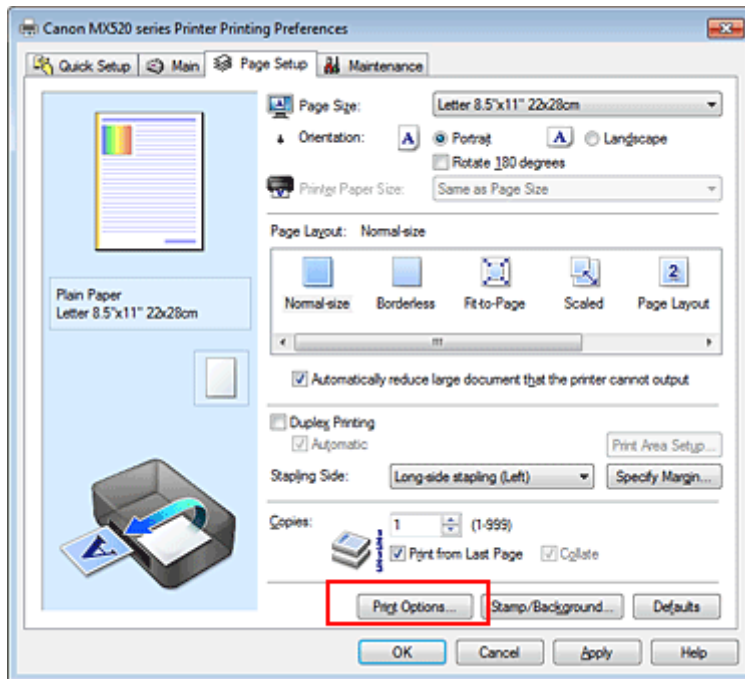 Canon MX520 series Printer Printing Preferences
Quick Setup Main Page Setup Maintenance
Page Size: Letter 8.5"x11" 22x28cm
Orientation: A Portrait A Landscape
Rotate 180 degrees
Printer Paper Size: Same as Page Size
Page Layout: Normal-size
2
Normal-size Borderless Fit-to-Page Scaled Page Layout
Plain Paper
Letter 8.5"x11" 22x28cm
Automatically reduce large document that the printer cannot output
Duplex Printing
Automatic Print Area Setup...
Stapling Side: Long-side stapling (Left) Specify Margin...
Copies: 1 (1-999)
Print from Last Page Collate
A
Print Options... Stamp/Background... Defaults
OK Cancel Apply Help